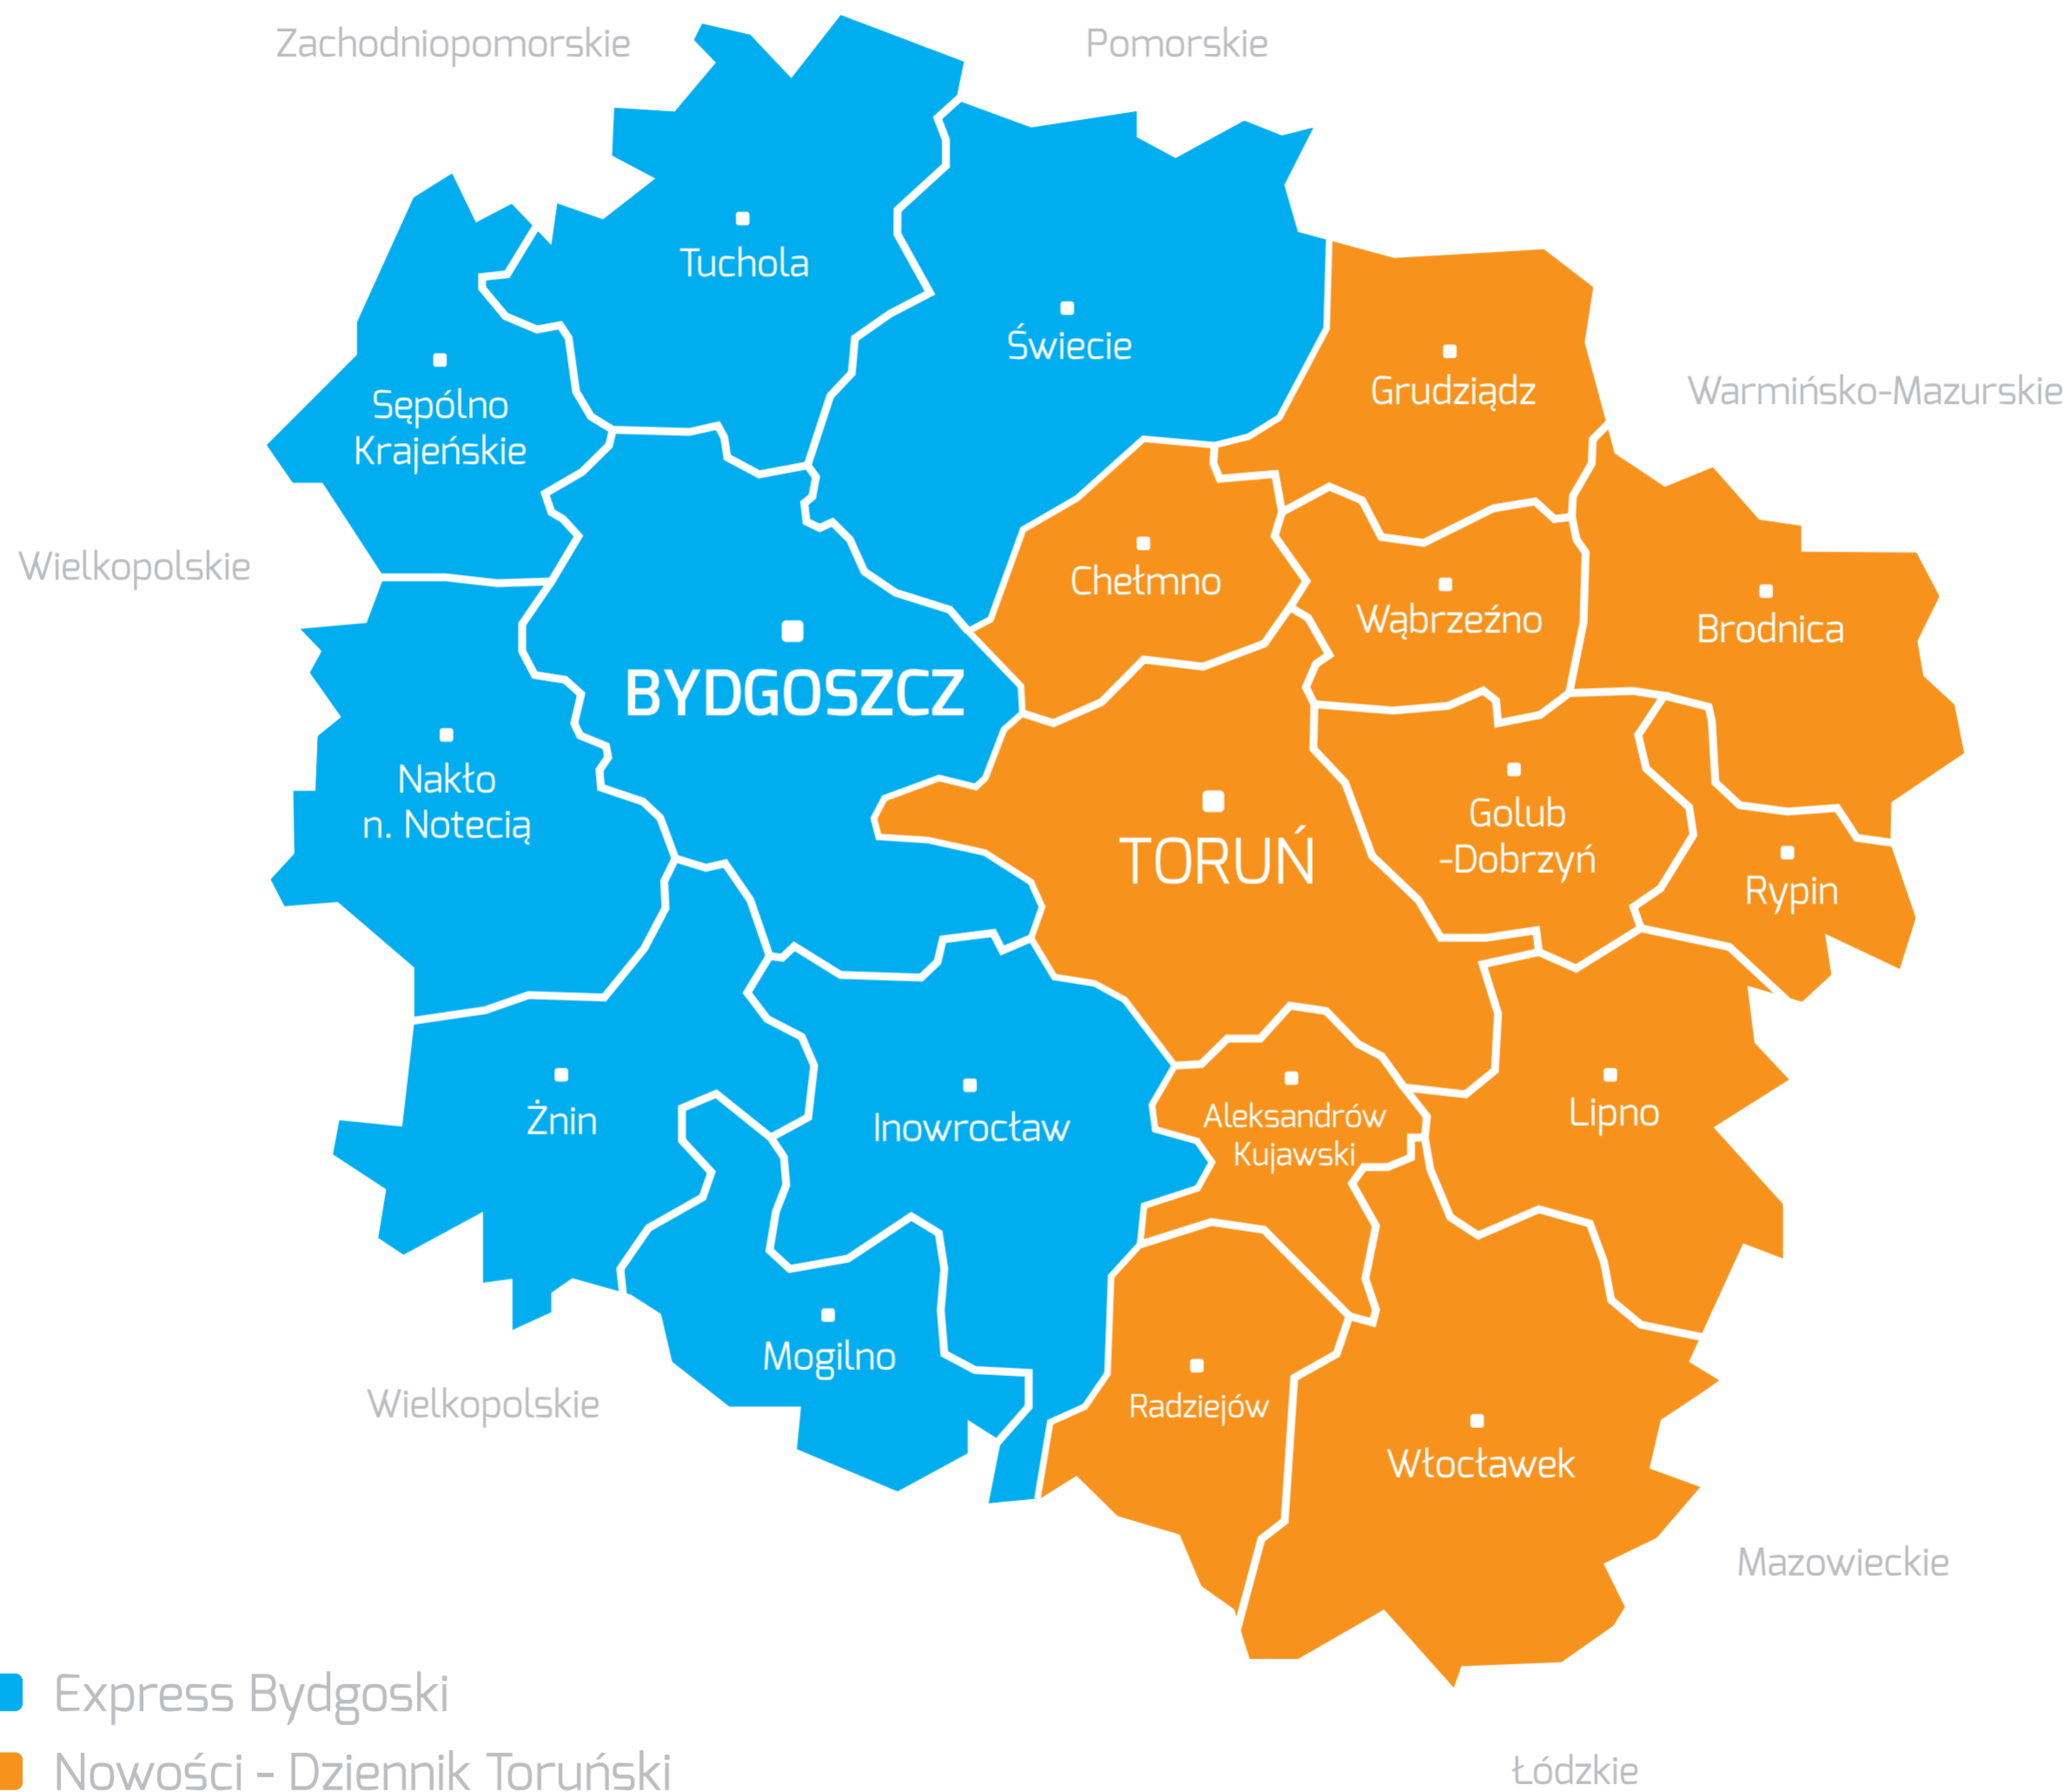 Zachodniopomorskie
Pomorskie
Tuchola
Świecie
Grudziądz
Warmińsko-Mazurskie
Sępólno
Krajeńskie
Wielkopolskie
Chełmno
Wąbrzeźno
Brodnica
BYDGOSZCZ
Nakło
n. Notecią
TORUŃ
Golub
-Dobrzyń
Rypin
Żnin
Inowrocław
Aleksandrów
Kujawski
Lipno
Mogilno
Wielkopolskie
Radziejów
Włocławek
Mazowieckie
Express Bydgoski
Nowości - Dziennik Toruński
Łódzkie